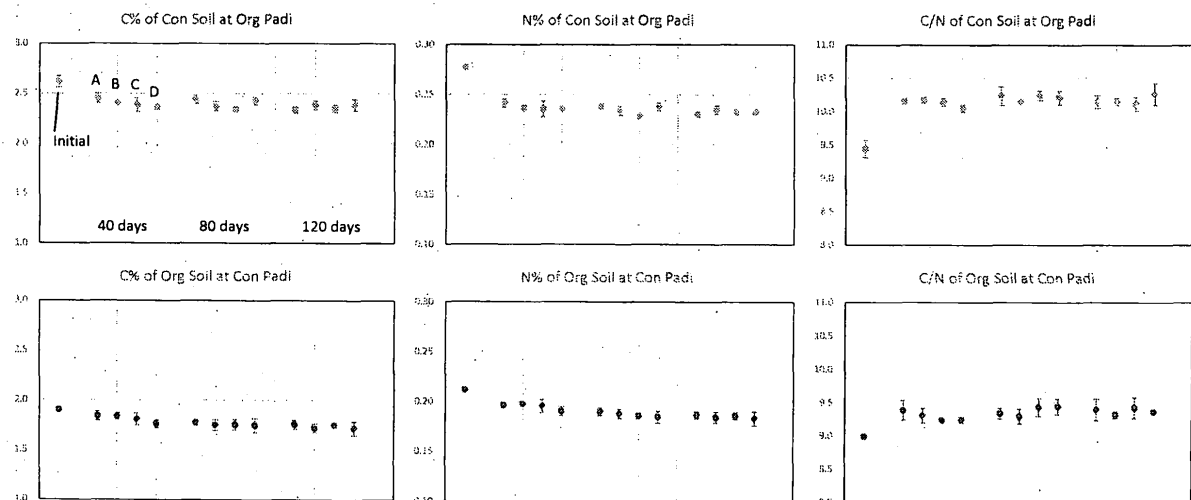 C% of Con Soil at Org Padi
N% of Con Soil at Org Padi
C/N of Con Soil at Org Padi
3.0
2.5
2.0
1.5
1.0
A
B
C
D
Initial
40 days
80 days
120 days
0.30
0.25
0.20
0.15
0.10
11.0
10.5
10.0
9.5
9.0
8.5
8.0
C% of Org Soil at Con Padi
N% of Org Soil at Con Padi
C/N of Org Soil at Con Padi
3.0
2.5
2.0
1.5
1.0
0.30
0.25
0.20
0.15
0.10
11.0
10.5
10.0
9.5
9.0
8.5